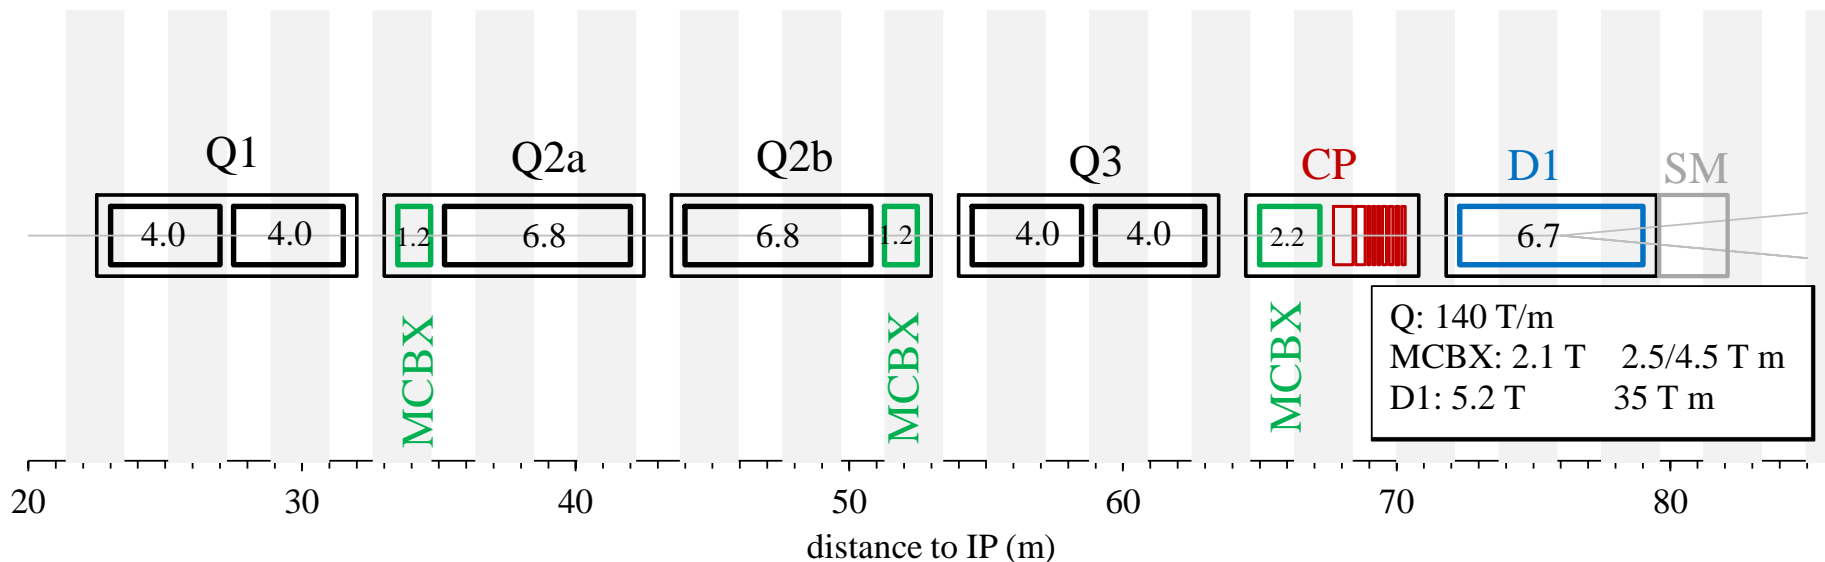 Q1 Q2a Q2b Q3 CP D1 SM
4.0 4.0 1.2 6.8 6.8 1.2 4.0 4.0 2.2 6.7
MCBX MCBX MCBX
Q: 140 T/m
MCBX: 2.1 T 2.5/4.5 T m
D1: 5.2 T 35 T m
20 30 40 50 60 70 80
distance to IP (m)